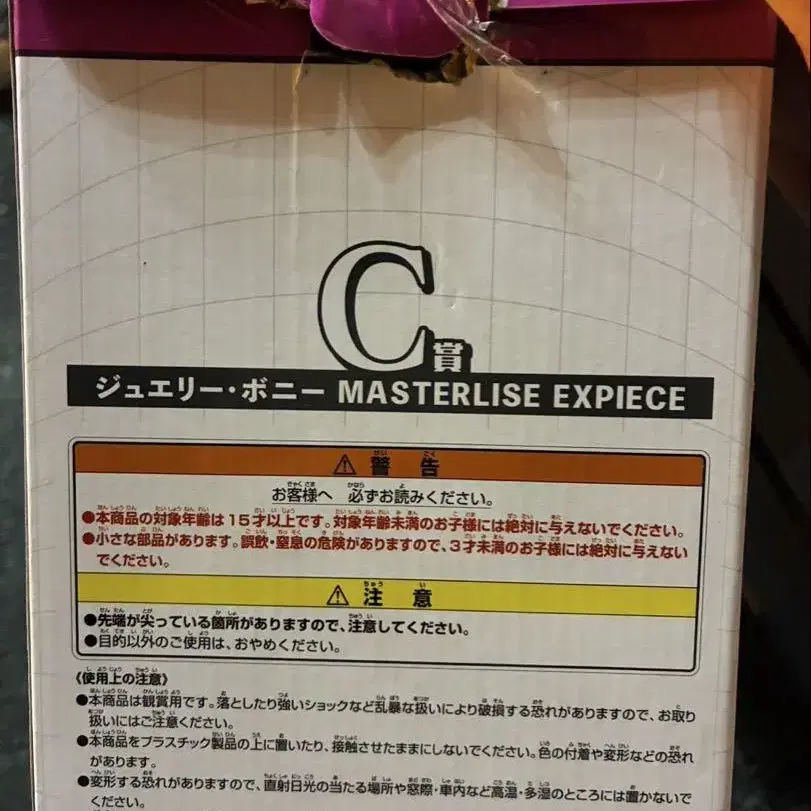 C賞
ジュエリー・ボニー MASTERLISE EXPIECE
⚠警告
お客様へ 必ずお読みください。
●本商品の対象年齢は15才以上です。対象年齢未満のお子様には絶対に与えないでください。
●小さな部品があります。誤飲・窒息の危険がありますので、3才未満のお子様には絶対に与えない
でください。
⚠注意
●先端が尖っている箇所がありますので、注意してください。
●目的以外のご使用は、おやめください。
《使用上の注意》
●本商品は観賞用です。落としたり強いショックなど乱暴な扱いにより破損する恐れがありますので、お取り
扱いにはご注意ください。
●本商品をプラスチック製品の上に置いたり、接触させたままにしないでください。色の付着や変形などの恐れ
があります。
●変形する恐れがありますので、直射日光の当たる場所や窓際・車内など高温・多湿のところには置かないで
ください。